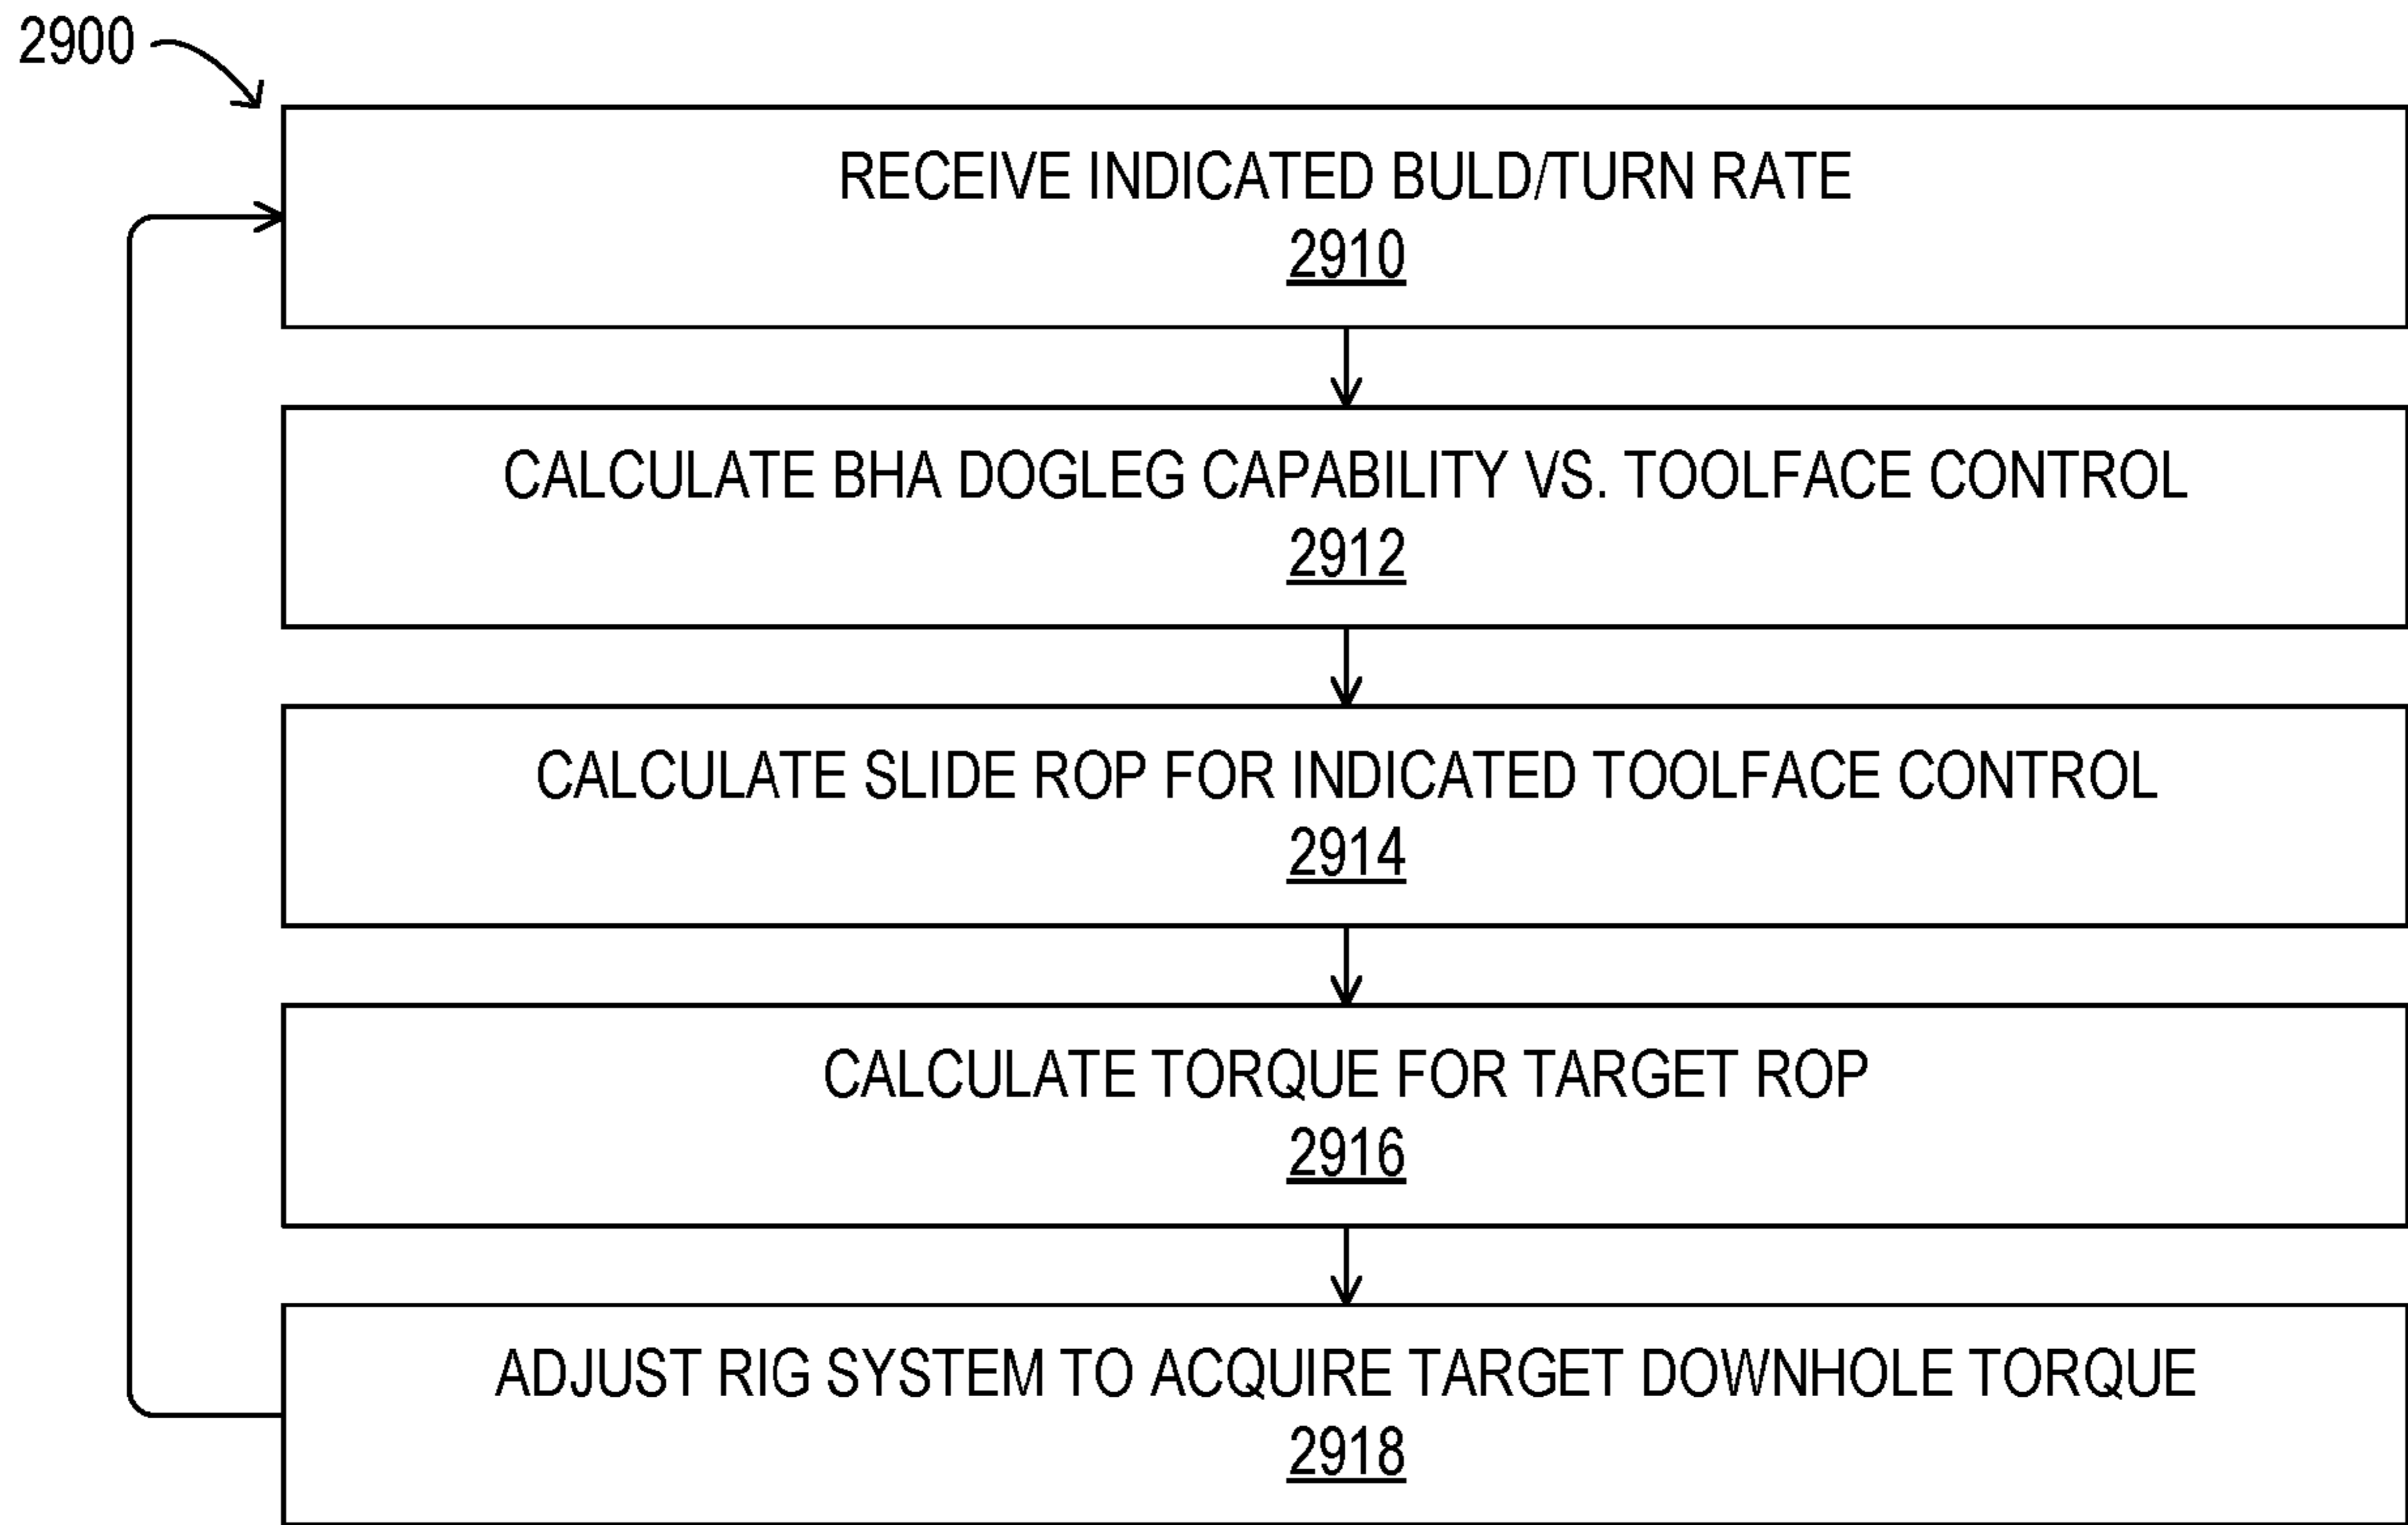 2900
RECEIVE INDICATED BULD/TURN RATE
2910
CALCULATE BHA DOGLEG CAPABILITY VS. TOOLFACE CONTROL
2912
CALCULATE SLIDE ROP FOR INDICATED TOOLFACE CONTROL
2914
CALCULATE TORQUE FOR TARGET ROP
2916
ADJUST RIG SYSTEM TO ACQUIRE TARGET DOWNHOLE TORQUE
2918